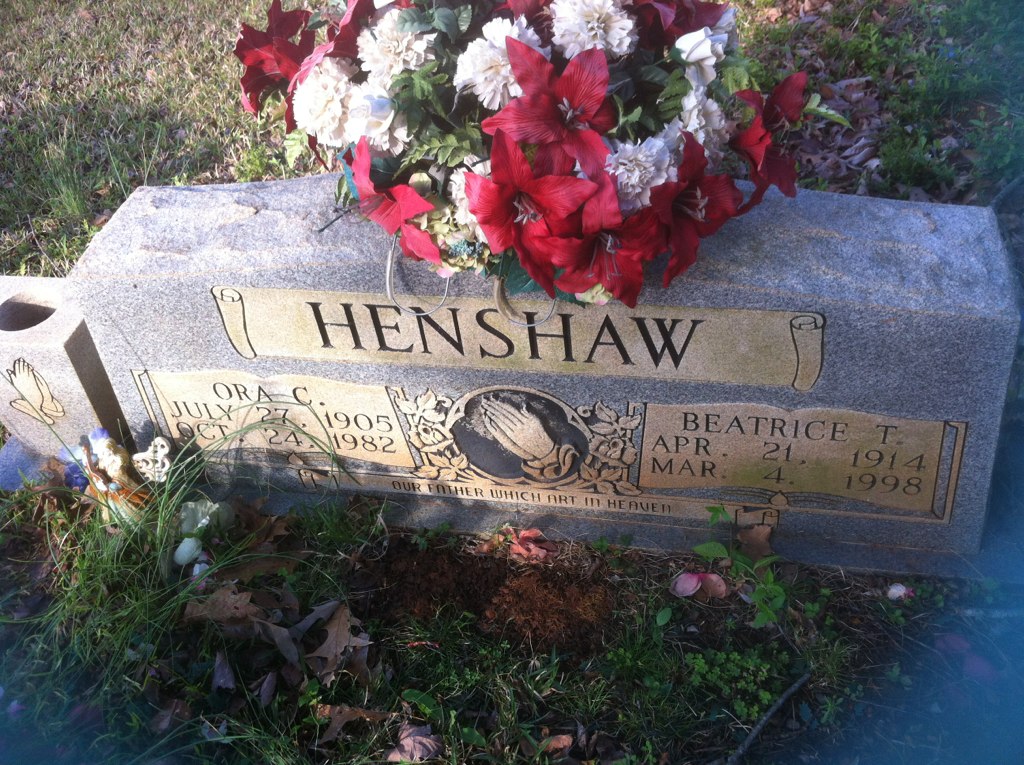 HENSHAW
ORA C.
JULY 27, 1905
OCT. 24, 1982
BEATRICE T.
APR. 21, 1914
MAR. 4, 1998
OUR FATHER WHICH ART IN HEAVEN